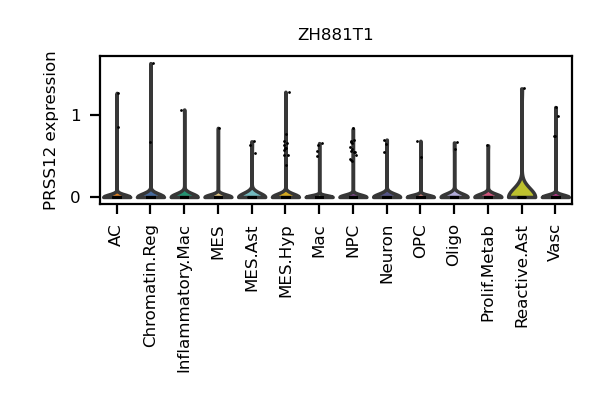 ZH881T1
PRSS12 expression
1
0
AC
Chromatin.Reg
Inflammatory.Mac
MES
MES.Ast
MES.Hyp
Mac
NPC
Neuron
OPC
Oligo
Prolif.Metab
Reactive.Ast
Vasc